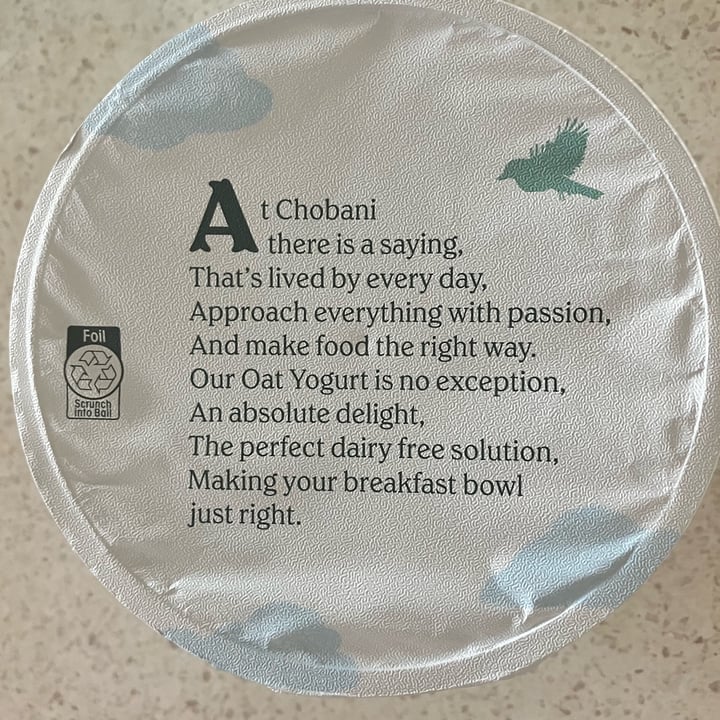 At Chobani
there is a saying,
That's lived by every day,
Approach everything with passion,
And make food the right way.
Our Oat Yogurt is no exception,
An absolute delight,
The perfect dairy free solution,
Making your breakfast bowl
just right.
Foil
Scrunch
into Ball